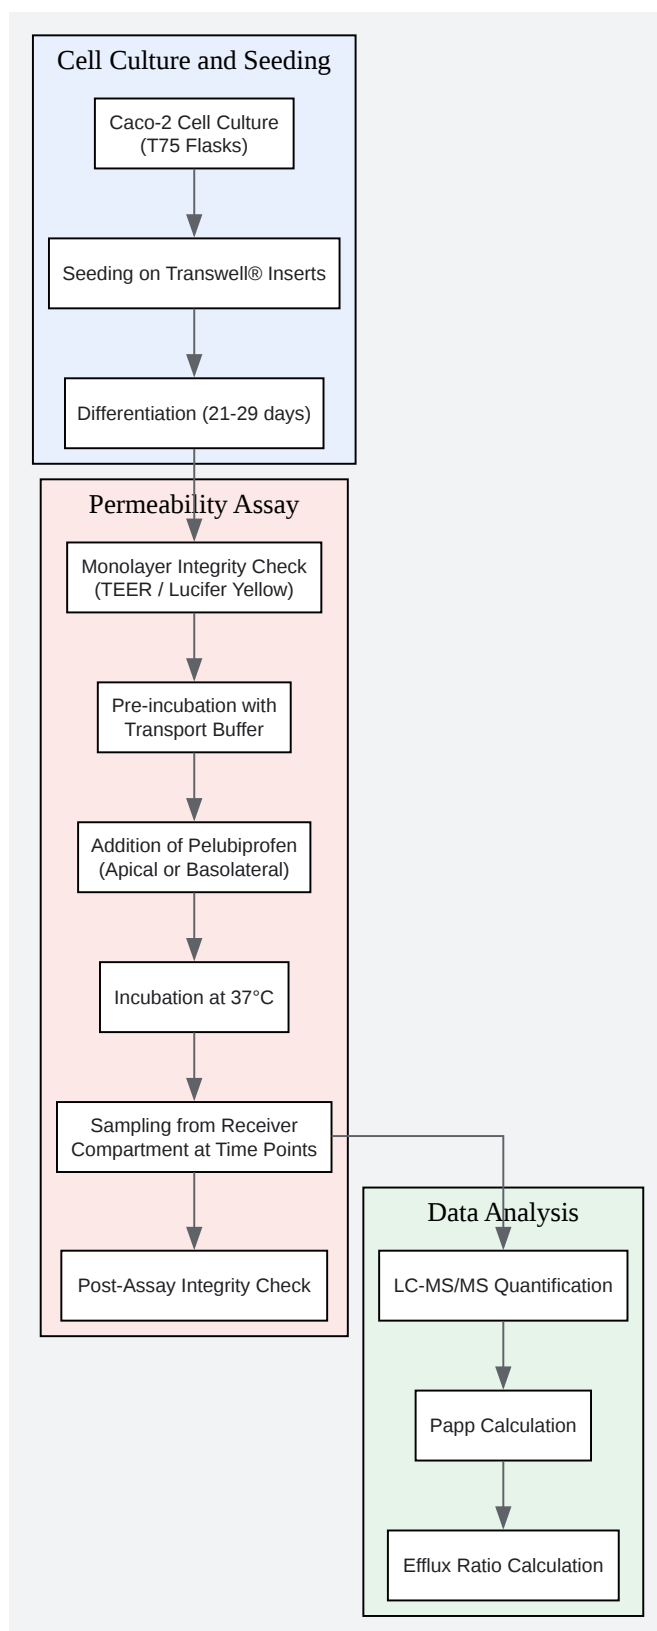 Cell Culture and Seeding
Caco-2 Cell Culture
(T75 Flasks)
Seeding on Transwell® Inserts
Differentiation (21-29 days)
Permeability Assay
Monolayer Integrity Check
(TEER / Lucifer Yellow)
Pre-incubation with
Transport Buffer
Addition of Pelubiprofen
(Apical or Basolateral)
Incubation at 37°C
Sampling from Receiver
Compartment at Time Points
Post-Assay Integrity Check
Data Analysis
LC-MS/MS Quantification
Papp Calculation
Efflux Ratio Calculation